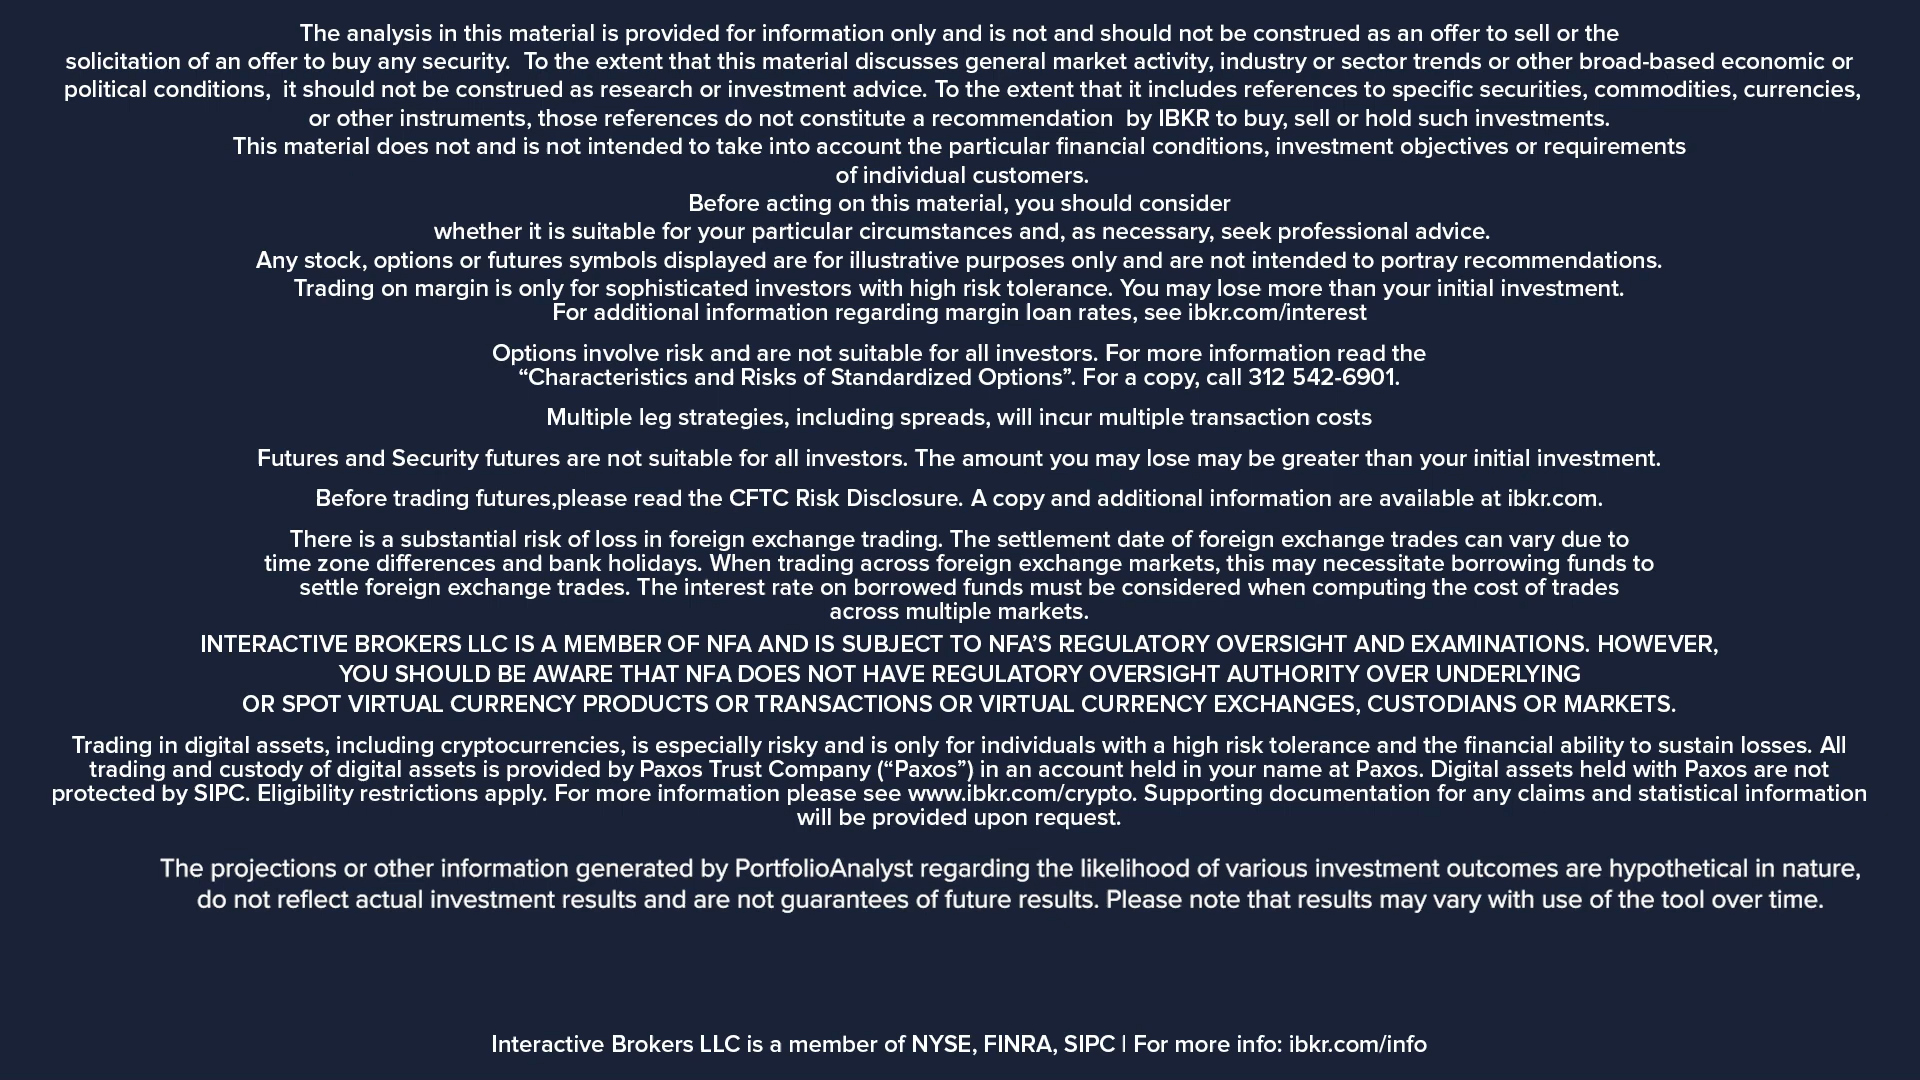 The analysis in this material is provided for information only and is not and should not be construed as an offer to sell or the
solicitation of an offer to buy any security.  To the extent that this material discusses general market activity, industry or sector trends or other broad-based economic or
political conditions,  it should not be construed as research or investment advice. To the extent that it includes references to specific securities, commodities, currencies,
or other instruments, those references do not constitute a recommendation  by IBKR to buy, sell or hold such investments.
This material does not and is not intended to take into account the particular financial conditions, investment objectives or requirements
of individual customers.
Before acting on this material, you should consider
whether it is suitable for your particular circumstances and, as necessary, seek professional advice.
Any stock, options or futures symbols displayed are for illustrative purposes only and are not intended to portray recommendations.
Trading on margin is only for sophisticated investors with high risk tolerance. You may lose more than your initial investment.
For additional information regarding margin loan rates, see ibkr.com/interest
Options involve risk and are not suitable for all investors. For more information read the
“Characteristics and Risks of Standardized Options”. For a copy, call 312 542-6901.
Multiple leg strategies, including spreads, will incur multiple transaction costs
Futures and Security futures are not suitable for all investors. The amount you may lose may be greater than your initial investment.
Before trading futures,please read the CFTC Risk Disclosure. A copy and additional information are available at ibkr.com.
There is a substantial risk of loss in foreign exchange trading. The settlement date of foreign exchange trades can vary due to
time zone differences and bank holidays. When trading across foreign exchange markets, this may necessitate borrowing funds to
settle foreign exchange trades. The interest rate on borrowed funds must be considered when computing the cost of trades
across multiple markets.
INTERACTIVE BROKERS LLC IS A MEMBER OF NFA AND IS SUBJECT TO NFA’S REGULATORY OVERSIGHT AND EXAMINATIONS. HOWEVER,
YOU SHOULD BE AWARE THAT NFA DOES NOT HAVE REGULATORY OVERSIGHT AUTHORITY OVER UNDERLYING
OR SPOT VIRTUAL CURRENCY PRODUCTS OR TRANSACTIONS OR VIRTUAL CURRENCY EXCHANGES, CUSTODIANS OR MARKETS.
Trading in digital assets, including cryptocurrencies, is especially risky and is only for individuals with a high risk tolerance and the financial ability to sustain losses. All
trading and custody of digital assets is provided by Paxos Trust Company (“Paxos”) in an account held in your name at Paxos. Digital assets held with Paxos are not
protected by SIPC. Eligibility restrictions apply. For more information please see www.ibkr.com/crypto. Supporting documentation for any claims and statistical information
will be provided upon request.
The projections or other information generated by PortfolioAnalyst regarding the likelihood of various investment outcomes are hypothetical in nature,
do not reflect actual investment results and are not guarantees of future results. Please note that results may vary with use of the tool over time.
Interactive Brokers LLC is a member of NYSE, FINRA, SIPC | For more info: ibkr.com/info